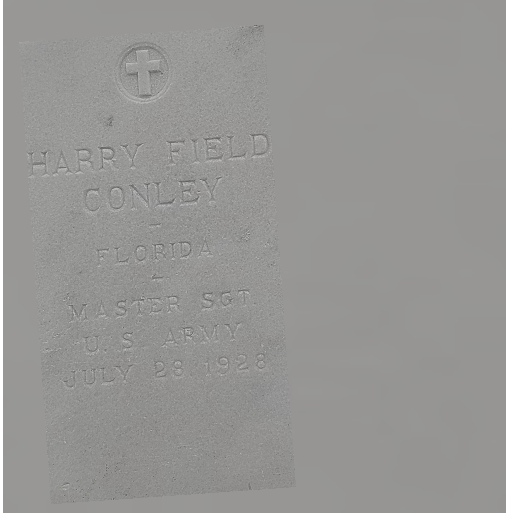 HARRY FIELD
CONLEY
-
FLORIDA
-
MASTER SGT.
U.S. ARMY
JULY 28, 1928